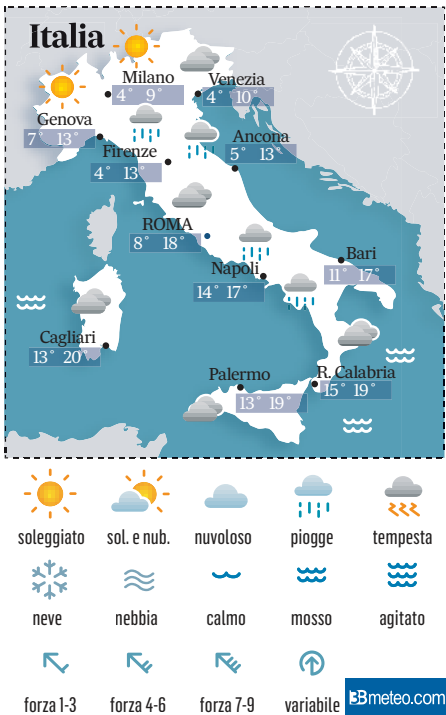 Italia
Milano
4° 9°
Venezia
4° 10°
Genova
7° 13°
Firenze
4° 13°
Ancona
5° 13°
ROMA
8° 18°
Napoli
14° 17°
Bari
11° 17°
Cagliari
13° 20°
Palermo
13° 19°
R. Calabria
15° 19°
soleggiato sol. e nub. nuvoloso piogge tempesta
neve nebbia calmo mosso agitato
forza 1-3 forza 4-6 forza 7-9 variabile
3Bmeteo.com